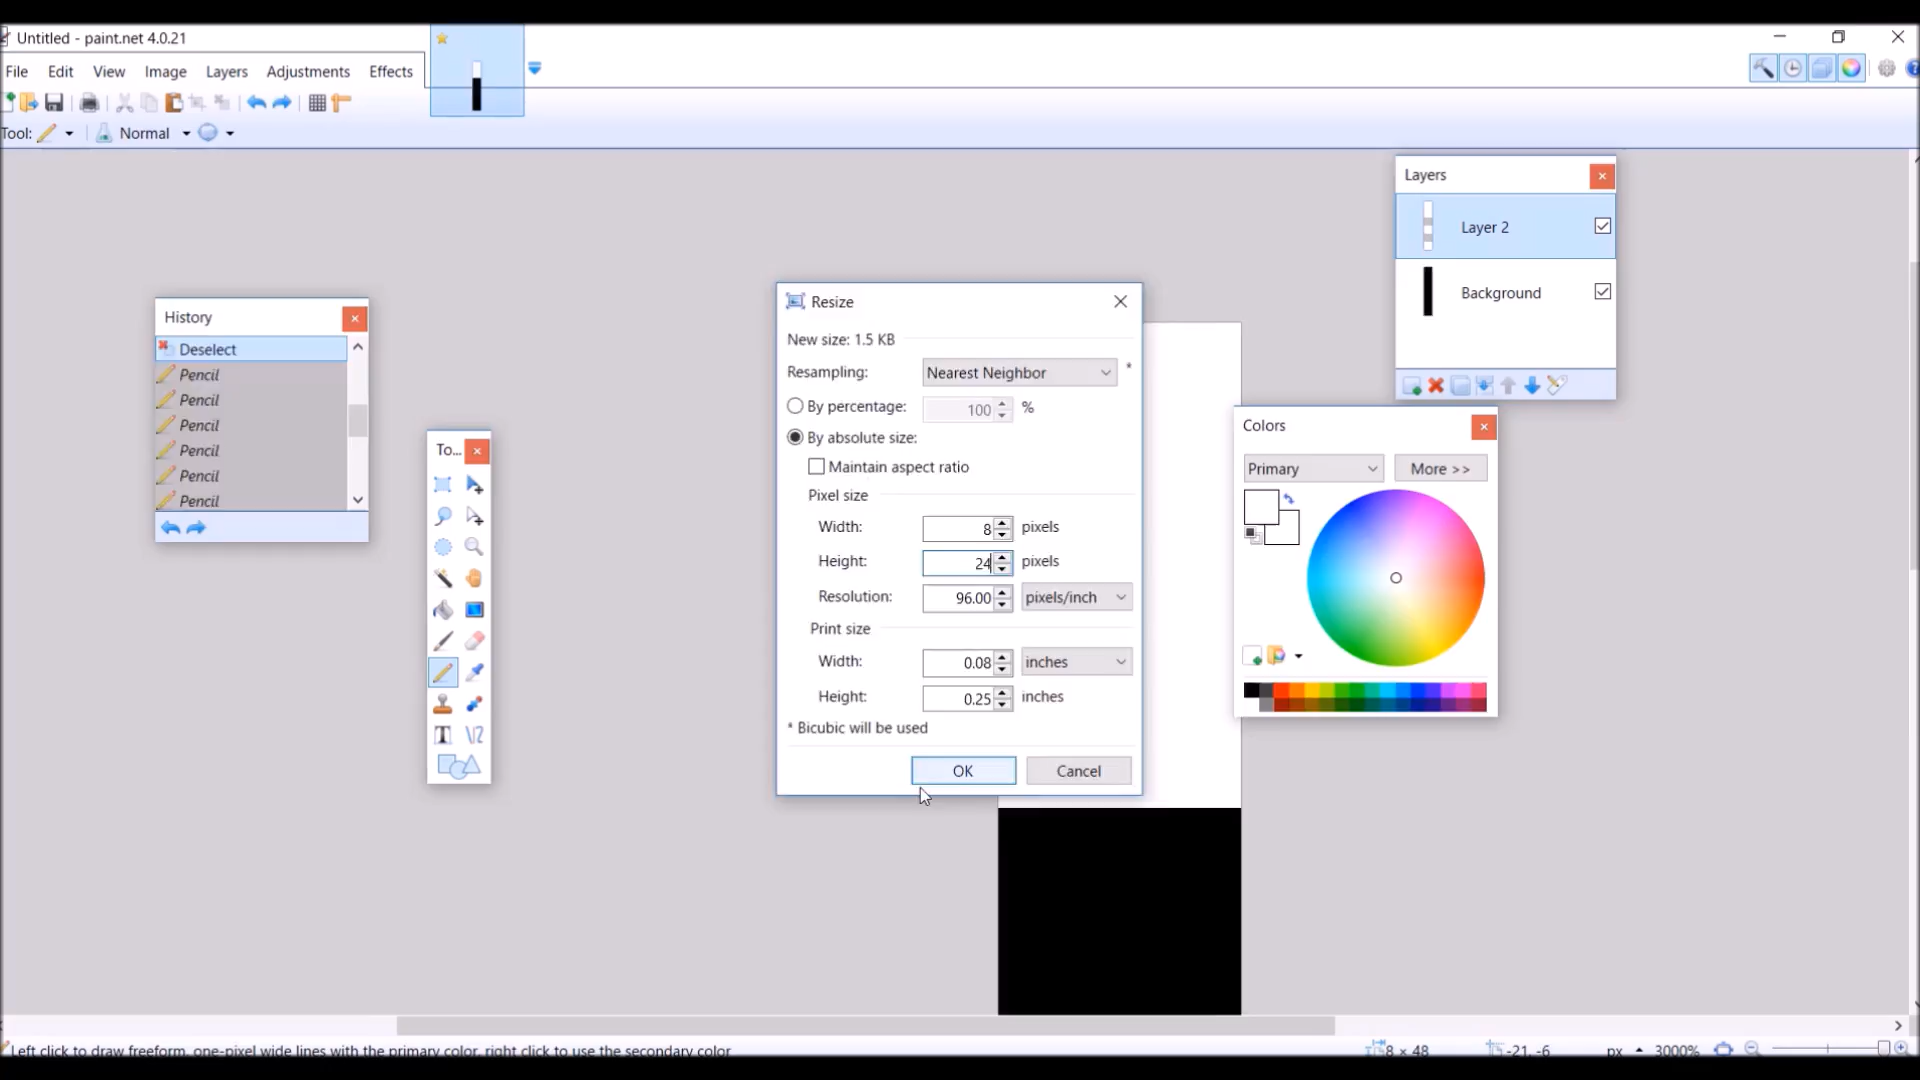 Untitled - paint.net 4.0.21
File Edit View Image Layers Adjustments Effects
Tool: Normal
Layers
Layer 2
Background
History
Deselect
Pencil
Pencil
Pencil
Pencil
Pencil
Pencil
To...
Resize
New size: 1.5 KB
Resampling: Nearest Neighbor *
By percentage: 100 %
By absolute size:
Maintain aspect ratio
Pixel size
Width: 8 pixels
Height: 24 pixels
Resolution: 96.00 pixels/inch
Print size
Width: 0.08 inches
Height: 0.25 inches
* Bicubic will be used
OK Cancel
Colors
Primary More >>
Left click to draw freeform, one-pixel wide lines with the primary color, right click to use the secondary color
8 × 48 -21, -6 px 3000%